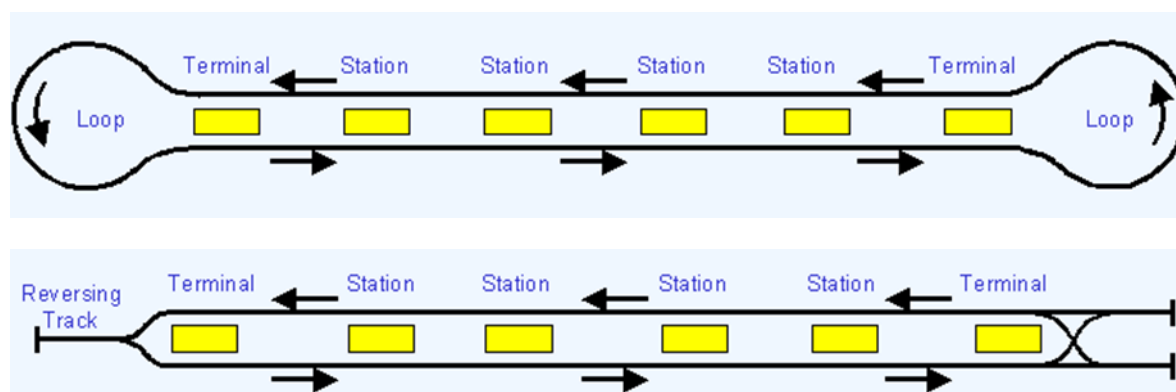 Terminal Station Station Station Station Terminal
Loop Loop
Terminal Station Station Station Station Terminal
Reversing
Track